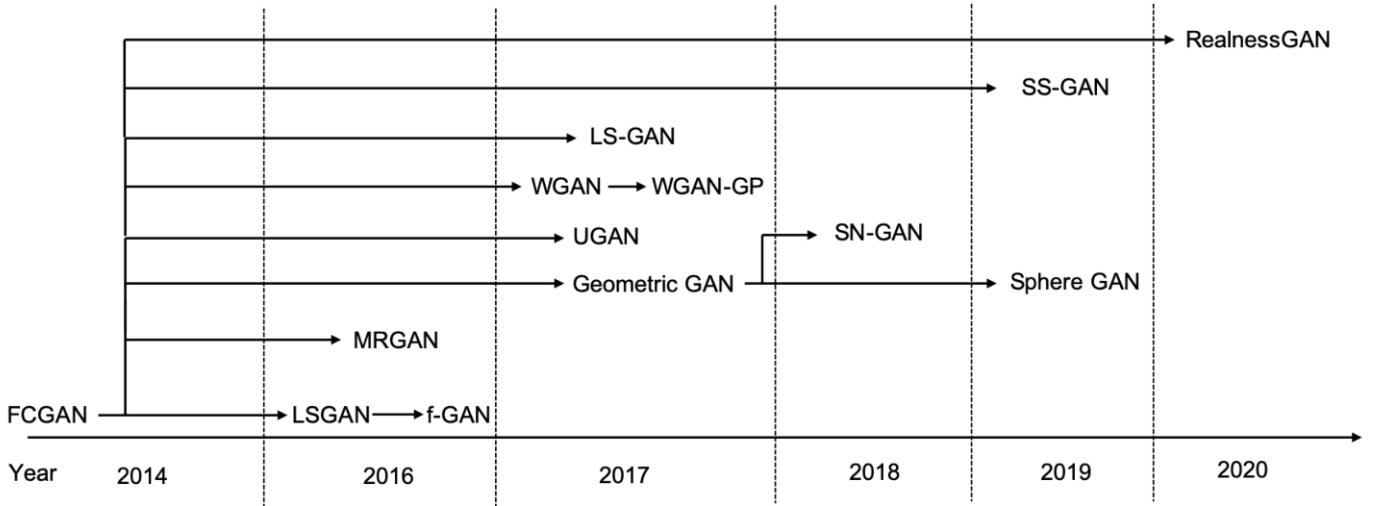 RealnessGAN
SS-GAN
LS-GAN
WGAN WGAN-GP
UGAN SN-GAN
Geometric GAN Sphere GAN
MRGAN
FCGAN LSGAN f-GAN
Year 2014 2016 2017 2018 2019 2020